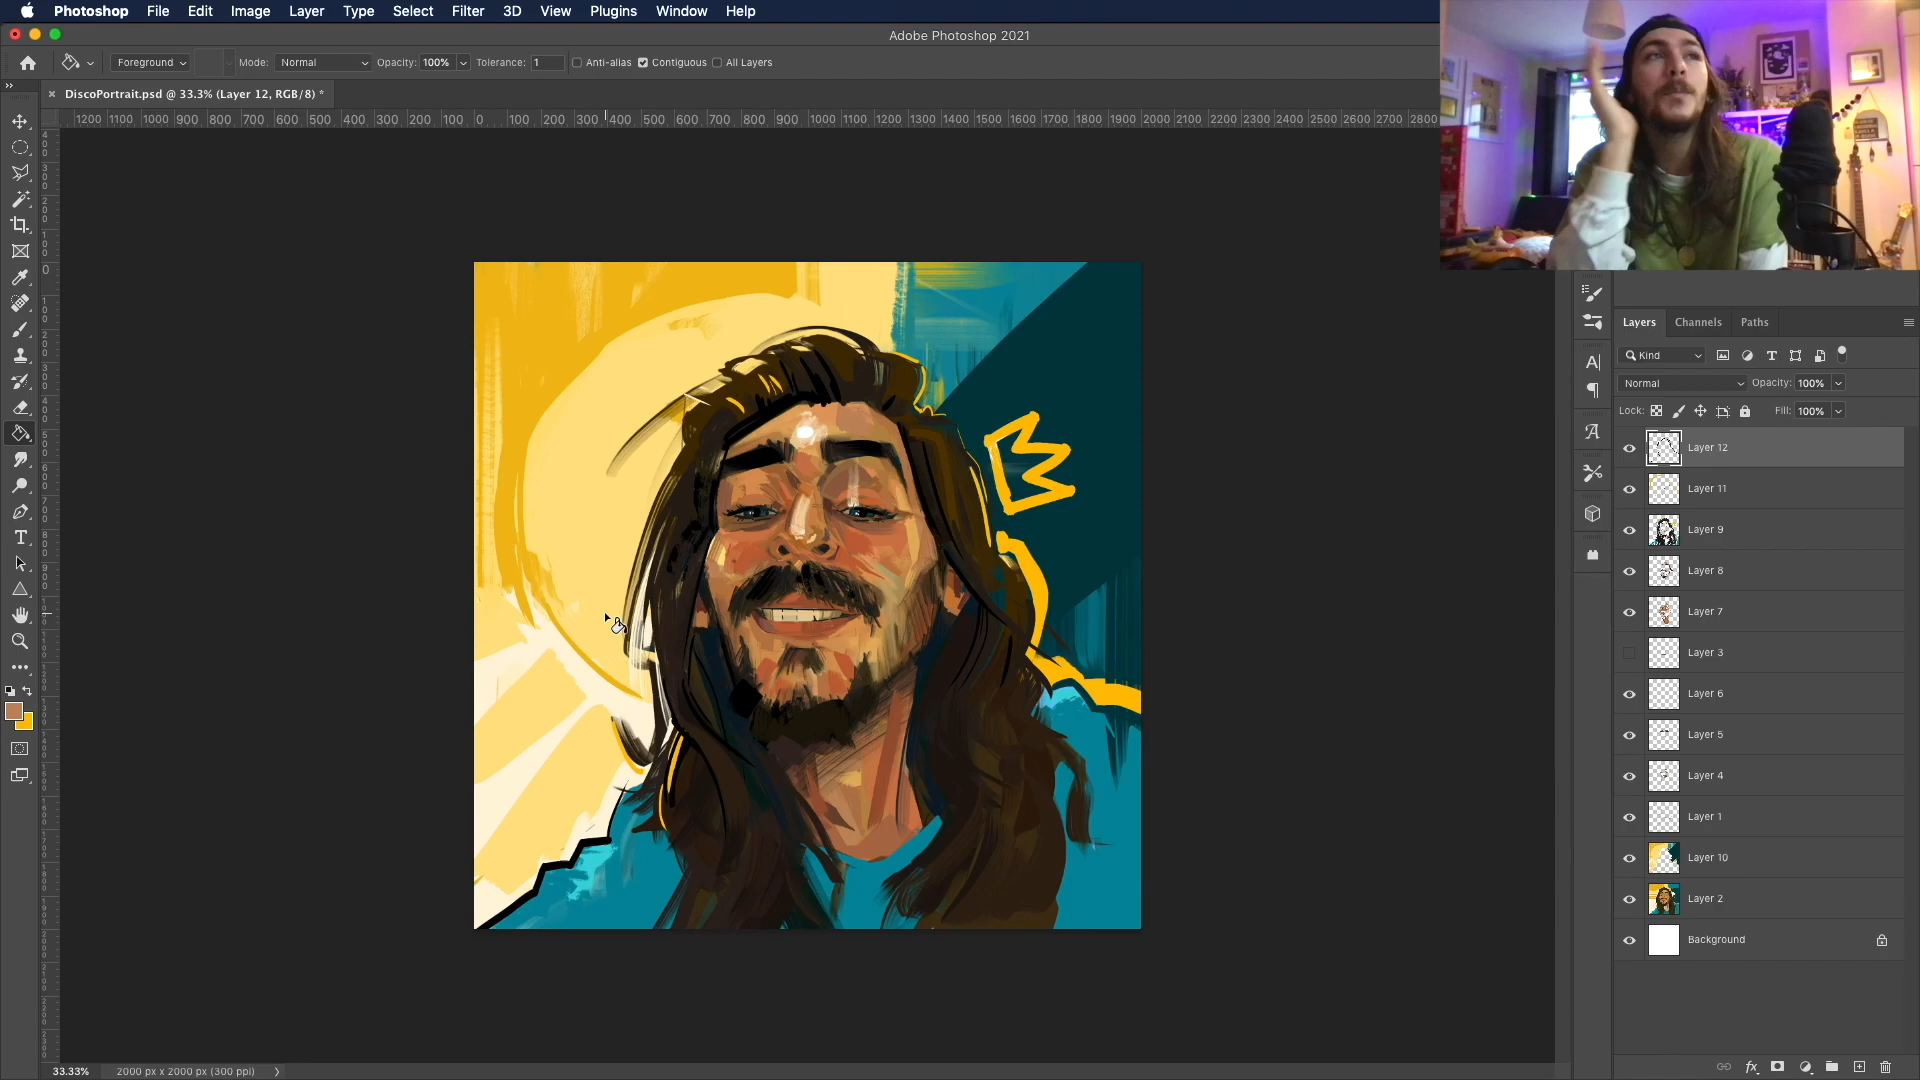 Photoshop File Edit Image Layer Type Select Filter 3D View Plugins Window Help
Adobe Photoshop 2021
Foreground Mode: Normal Opacity: 100% Tolerance: 1 Anti-alias Contiguous All Layers
× DiscoPortrait.psd @ 33.3% (Layer 12, RGB/8) *
1200 1100 1000 900 800 700 600 500 400 300 200 100 0 100 200 300 400 500 600 700 800 900 1000 1100 1200 1300 1400 1500 1600 1700 1800 1900 2000 2100 2200 2300 2400 2500 2600 2700 2800
Layers Channels Paths
Kind
Normal Opacity: 100%
Lock: Fill: 100%
Layer 12
Layer 11
Layer 9
Layer 8
Layer 7
Layer 3
Layer 6
Layer 5
Layer 4
Layer 1
Layer 10
Layer 2
Background
33.33% 2000 px x 2000 px (300 ppi)